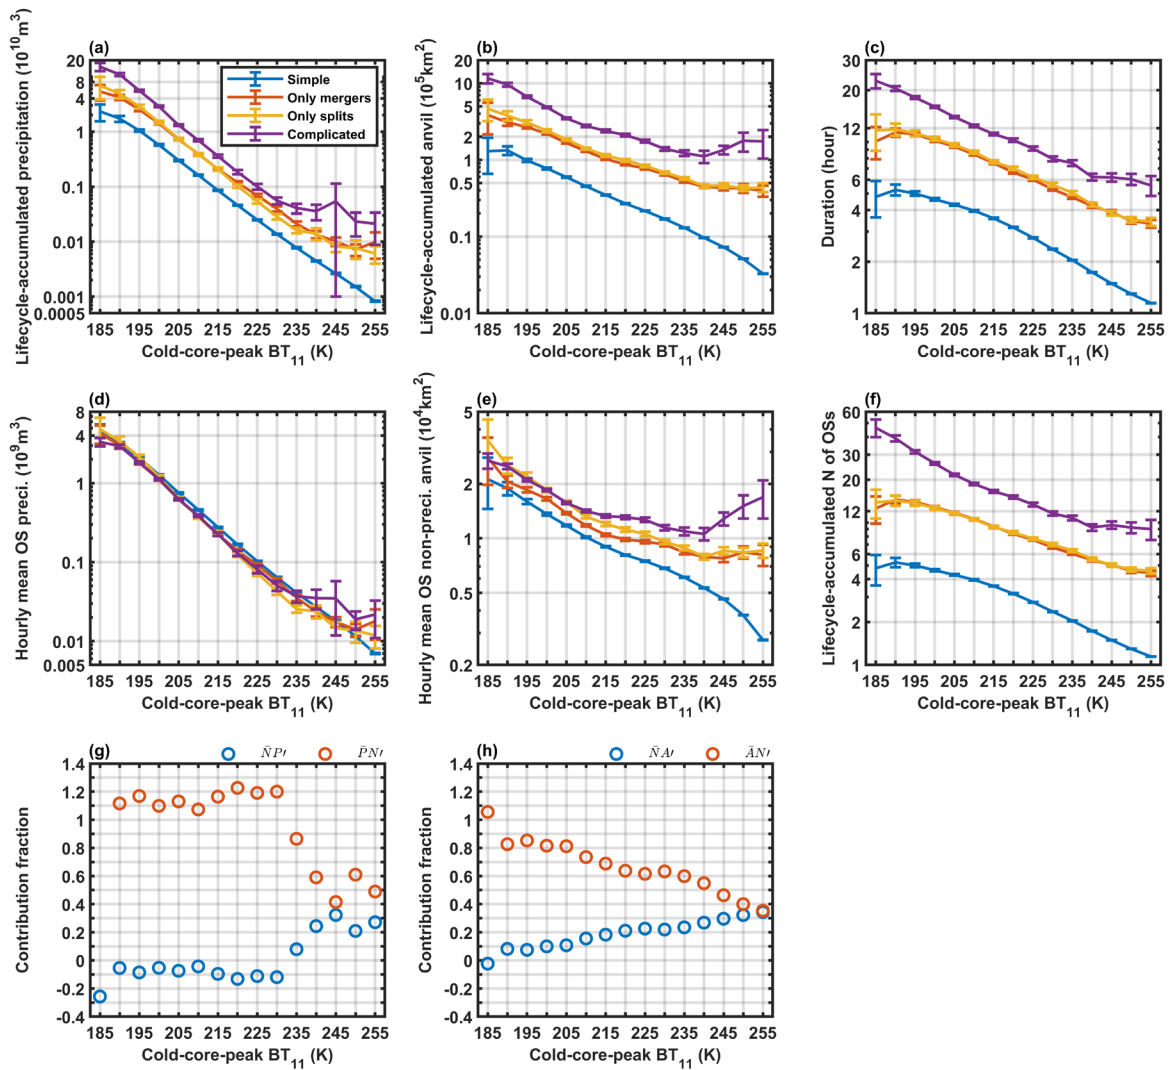 (a)
Lifecycle-accumulated precipitation (10^10 m^3)
20
8
4
1
0.1
0.01
0.001
0.0005
Simple
Only mergers
Only splits
Complicated
185 195 205 215 225 235 245 255
Cold-core-peak BT_11 (K)
(b)
Lifecycle-accumulated anvil (10^5 km^2)
20
10
5
2
1
0.5
0.1
0.01
185 195 205 215 225 235 245 255
Cold-core-peak BT_11 (K)
(c)
Duration (hour)
30
20
12
6
4
2
1
185 195 205 215 225 235 245 255
Cold-core-peak BT_11 (K)
(d)
Hourly mean OS preci. (10^9 m^3)
8
4
1
0.1
0.01
0.005
185 195 205 215 225 235 245 255
Cold-core-peak BT_11 (K)
(e)
Hourly mean OS non-preci. anvil (10^4 km^2)
5
2
1
0.5
0.2
185 195 205 215 225 235 245 255
Cold-core-peak BT_11 (K)
(f)
Lifecycle-accumulated N of OSs
60
30
20
12
6
4
2
1
185 195 205 215 225 235 245 255
Cold-core-peak BT_11 (K)
(g)
N̄P′ P̄N′
Contribution fraction
1.4
1.2
1
0.8
0.6
0.4
0.2
0
-0.2
-0.4
185 195 205 215 225 235 245 255
Cold-core-peak BT_11 (K)
(h)
N̄A′ ĀN′
Contribution fraction
1.4
1.2
1
0.8
0.6
0.4
0.2
0
-0.2
-0.4
185 195 205 215 225 235 245 255
Cold-core-peak BT_11 (K)